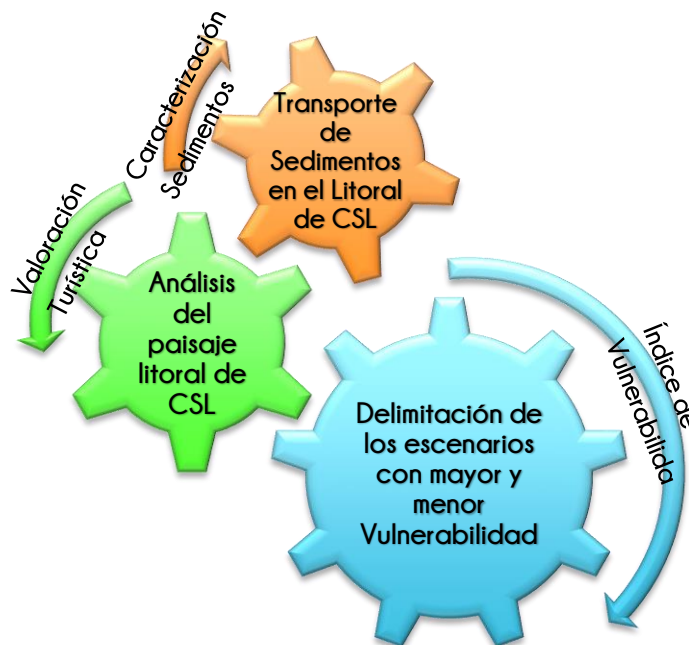 Caracterización
Sedimentos
Transporte
de
Sedimentos
en el Litoral
de CSL
Valoración
Turística
Análisis
del
paisaje
litoral de
CSL
Índice de
Vulnerabilida
Delimitación de
los escenarios
con mayor y
menor
Vulnerabilidad